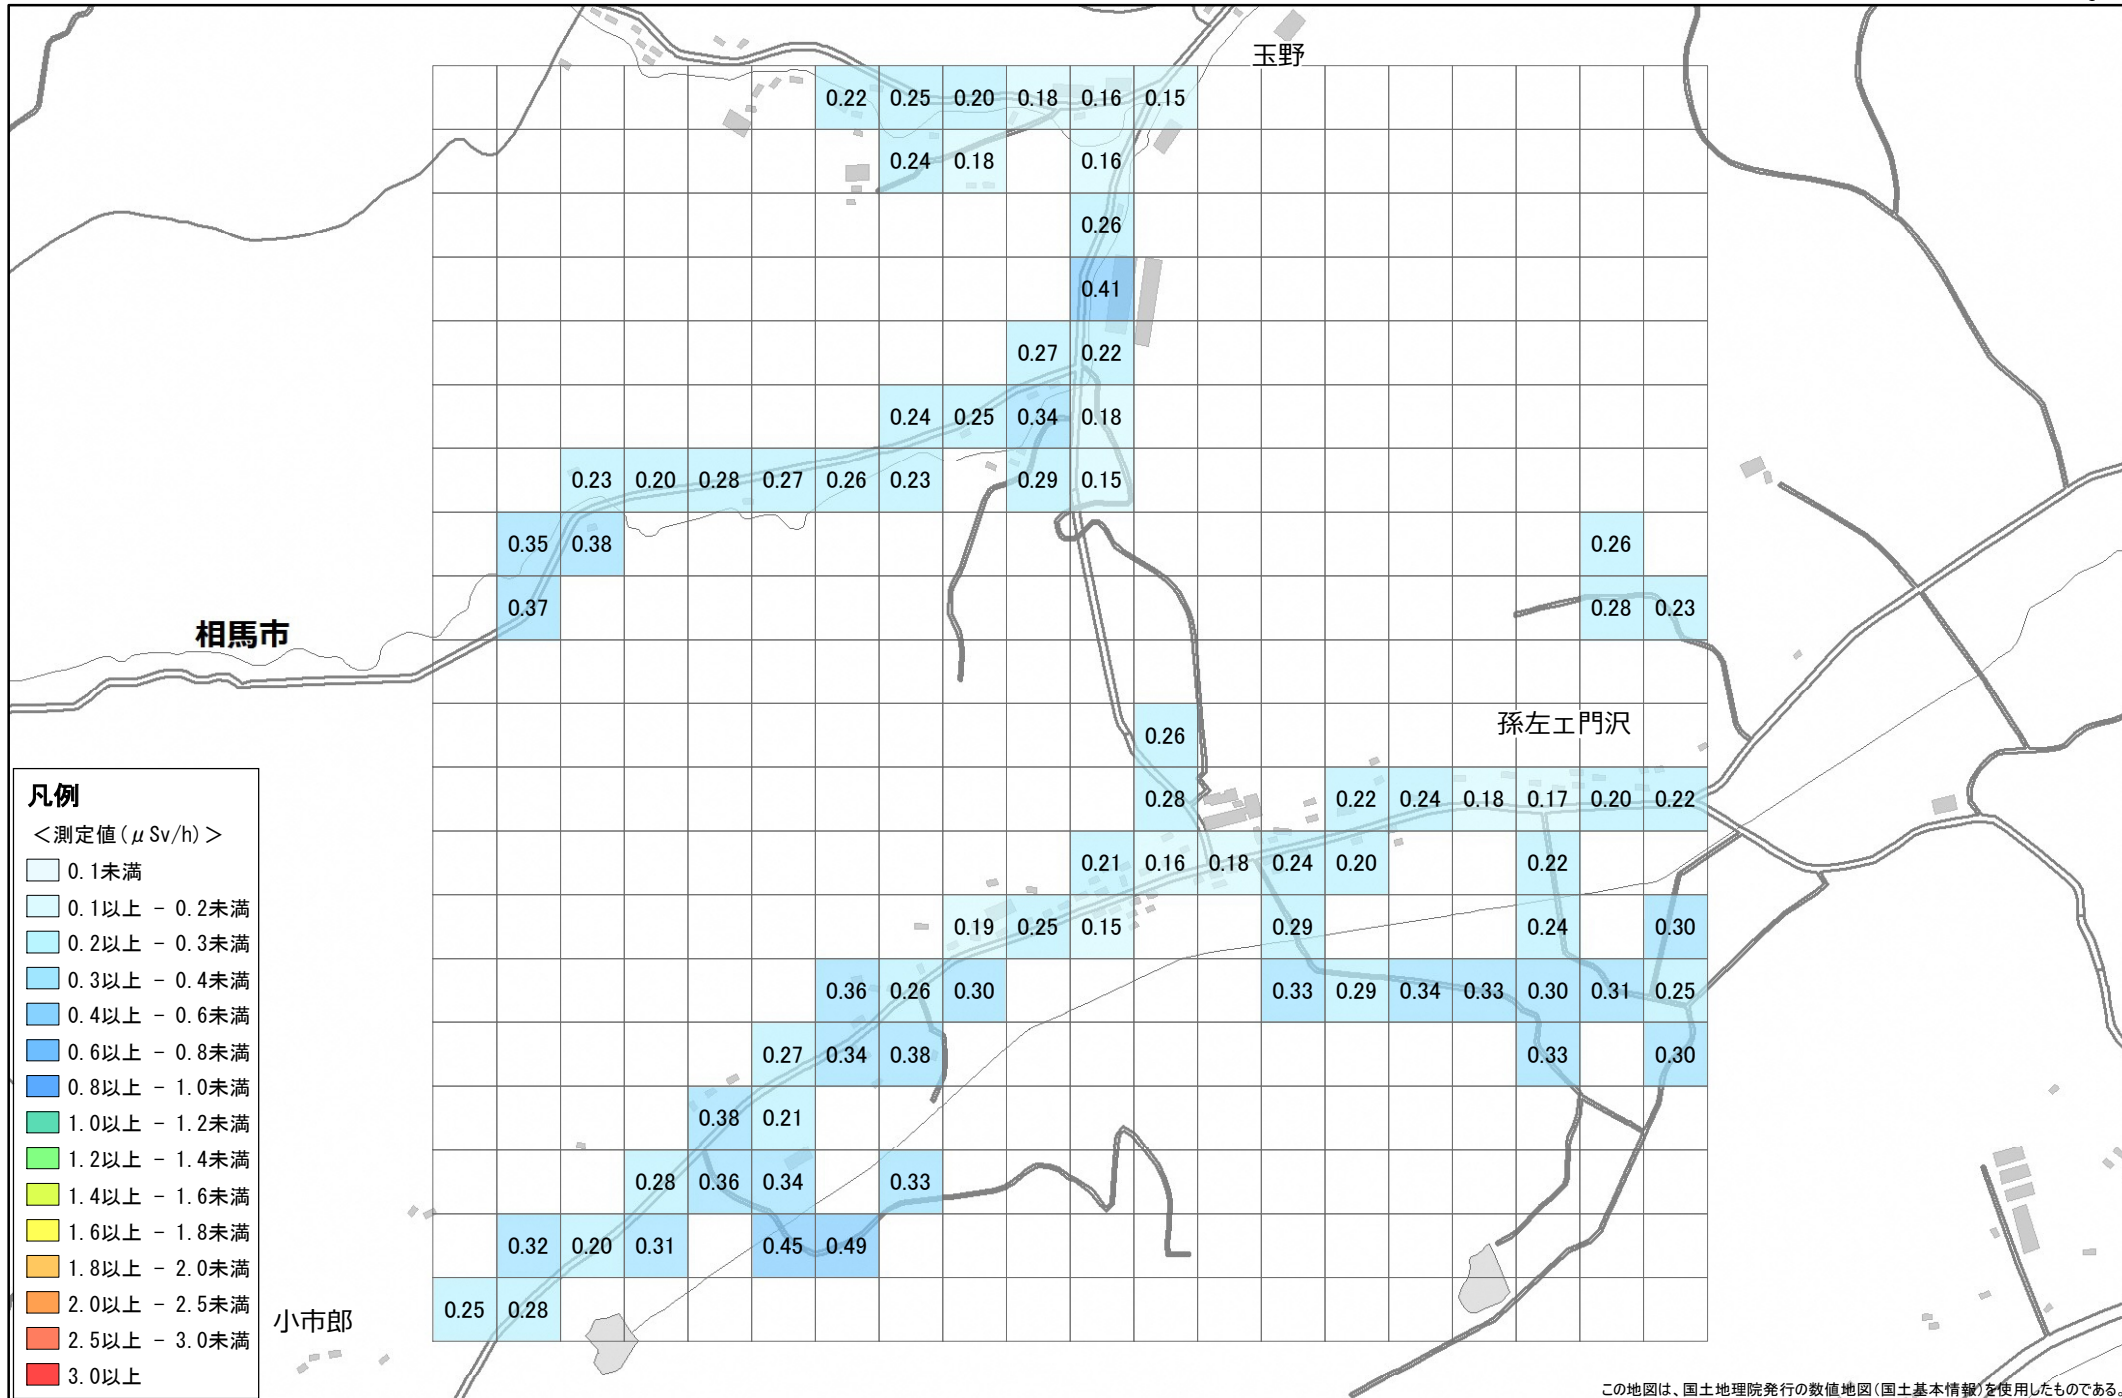 玉野
0.22 0.25 0.20 0.18 0.16 0.15
0.24 0.18 0.16
0.26
0.41
0.27 0.22
0.24 0.25 0.34 0.18
0.23 0.20 0.28 0.27 0.26 0.23 0.29 0.15
0.35 0.38 0.26
0.37 0.28 0.23
相馬市
孫左エ門沢
0.26
0.28 0.22 0.24 0.18 0.17 0.20 0.22
0.21 0.16 0.18 0.24 0.20 0.22
0.19 0.25 0.15 0.29 0.24 0.30
0.36 0.26 0.30 0.33 0.29 0.34 0.33 0.30 0.31 0.25
0.27 0.34 0.38 0.33 0.30
0.38 0.21
0.28 0.36 0.34 0.33
0.32 0.20 0.31 0.45 0.49
0.25 0.28
小市郎
凡例
＜測定値(μSv/h)＞
0.1未満
0.1以上 - 0.2未満
0.2以上 - 0.3未満
0.3以上 - 0.4未満
0.4以上 - 0.6未満
0.6以上 - 0.8未満
0.8以上 - 1.0未満
1.0以上 - 1.2未満
1.2以上 - 1.4未満
1.4以上 - 1.6未満
1.6以上 - 1.8未満
1.8以上 - 2.0未満
2.0以上 - 2.5未満
2.5以上 - 3.0未満
3.0以上
この地図は、国土地理院発行の数値地図(国土基本情報)を使用したものである。